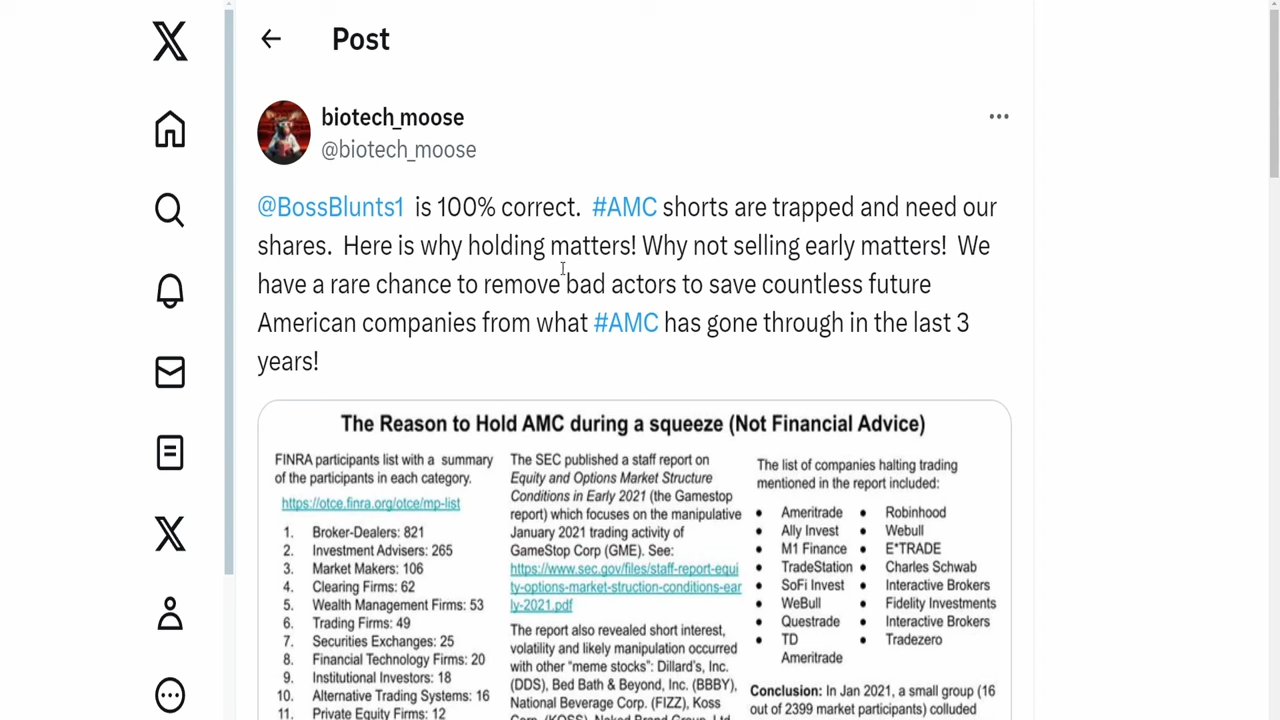 Post
biotech_moose
@biotech_moose
@BossBlunts1 is 100% correct. #AMC shorts are trapped and need our
shares. Here is why holding matters! Why not selling early matters! We
have a rare chance to remove bad actors to save countless future
American companies from what #AMC has gone through in the last 3
years!
The Reason to Hold AMC during a squeeze (Not Financial Advice)
FINRA participants list with a summary
of the participants in each category.
https://otce.finra.org/otce/mp-list
1. Broker-Dealers: 821
2. Investment Advisers: 265
3. Market Makers: 106
4. Clearing Firms: 62
5. Wealth Management Firms: 53
6. Trading Firms: 49
7. Securities Exchanges: 25
8. Financial Technology Firms: 20
9. Institutional Investors: 18
10. Alternative Trading Systems: 16
11. Private Equity Firms: 12
The SEC published a staff report on
Equity and Options Market Structure
Conditions in Early 2021 (the Gamestop
report) which focuses on the manipulative
January 2021 trading activity of
GameStop Corp (GME). See:
https://www.sec.gov/files/staff-report-equi
ty-options-market-struction-conditions-ear
ly-2021.pdf
The report also revealed short interest,
volatility and likely manipulation occurred
with other "meme stocks": Dillard's, Inc.
(DDS), Bed Bath & Beyond, Inc. (BBBY),
National Beverage Corp. (FIZZ), Koss
Corp. (KOSS), Naked Brand Group, Ltd
The list of companies halting trading
mentioned in the report included:
• Ameritrade • Robinhood
• Ally Invest • Webull
• M1 Finance • E*TRADE
• TradeStation • Charles Schwab
• SoFi Invest • Interactive Brokers
• WeBull • Fidelity Investments
• Questrade • Interactive Brokers
• TD • Tradezero
Ameritrade
Conclusion: In Jan 2021, a small group (16
out of 2399 market participants) colluded